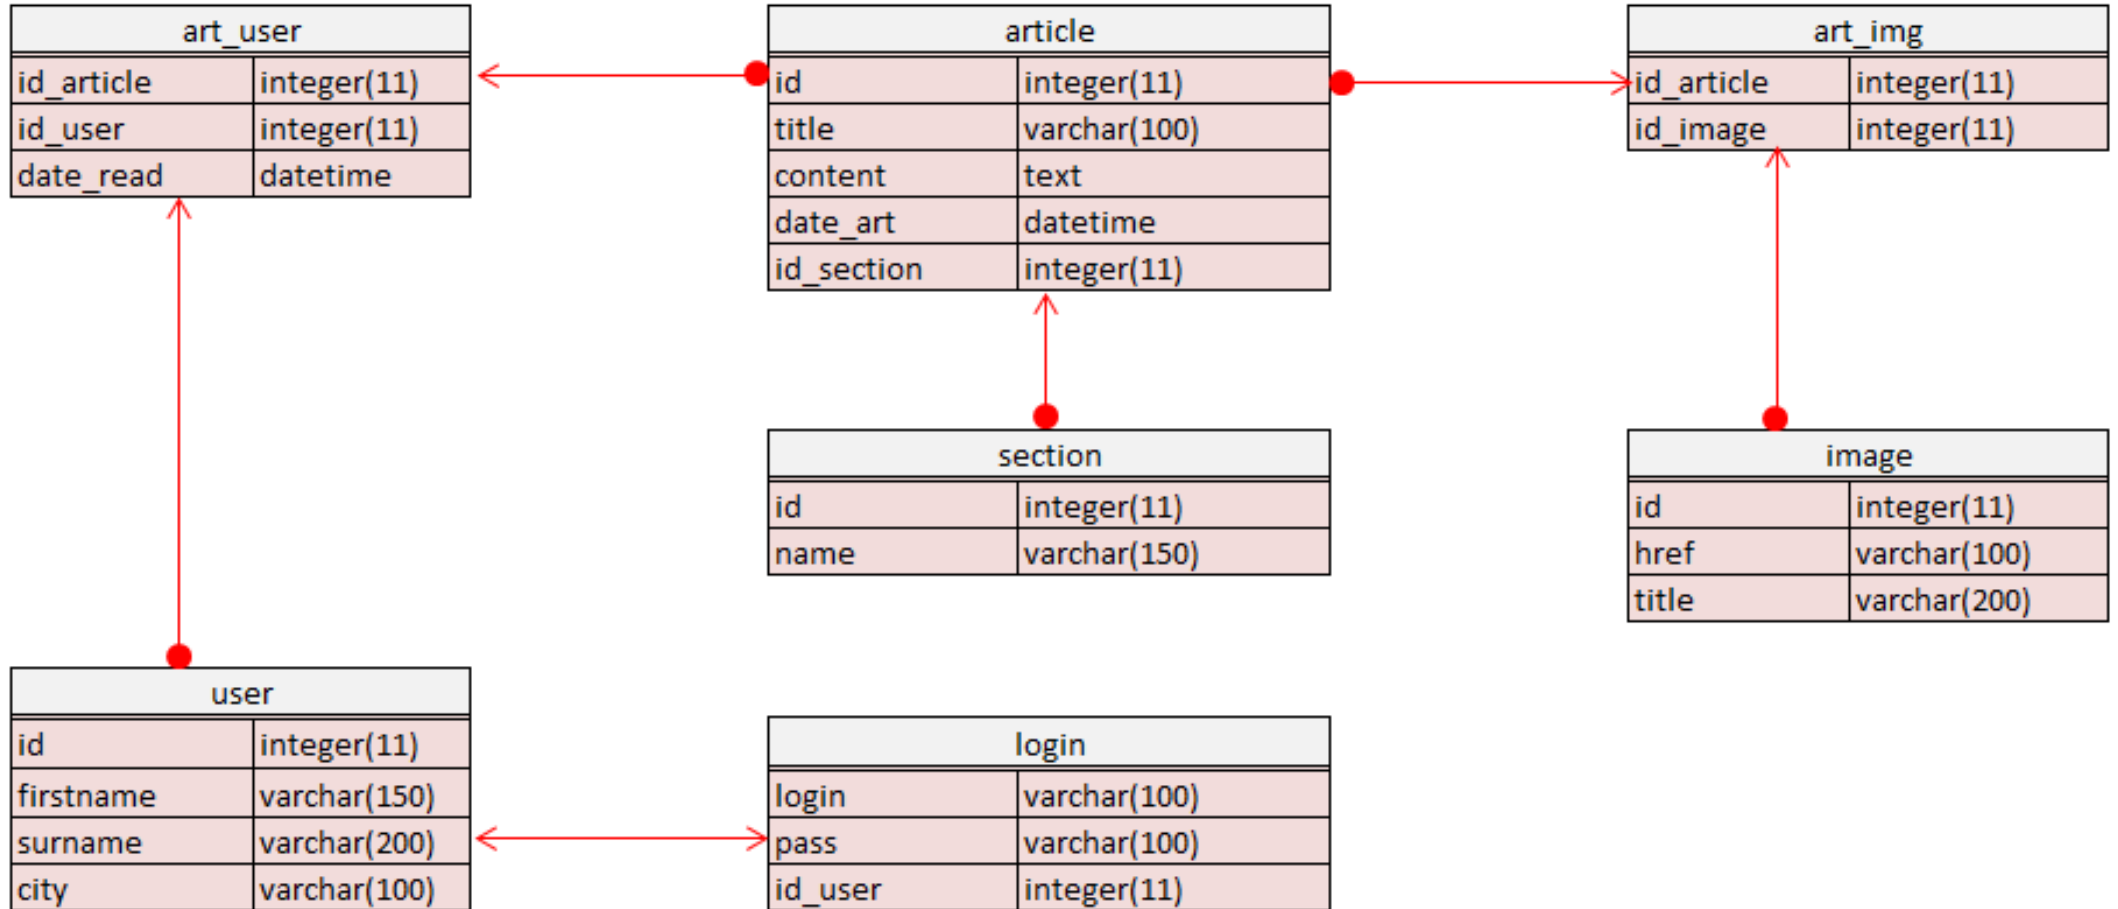 art_user
id_article integer(11)
id_user integer(11)
date_read datetime
article
id integer(11)
title varchar(100)
content text
date_art datetime
id_section integer(11)
art_img
id_article integer(11)
id_image integer(11)
section
id integer(11)
name varchar(150)
image
id integer(11)
href varchar(100)
title varchar(200)
user
id integer(11)
firstname varchar(150)
surname varchar(200)
city varchar(100)
login
login varchar(100)
pass varchar(100)
id_user integer(11)